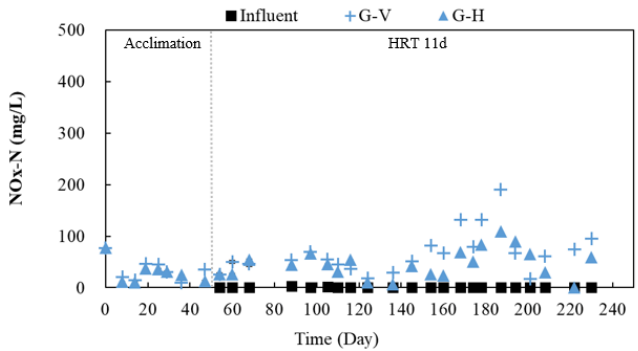 Influent G-V G-H
Acclimation HRT 11d
NOx-N (mg/L)
500
400
300
200
100
0
0 20 40 60 80 100 120 140 160 180 200 220 240
Time (Day)